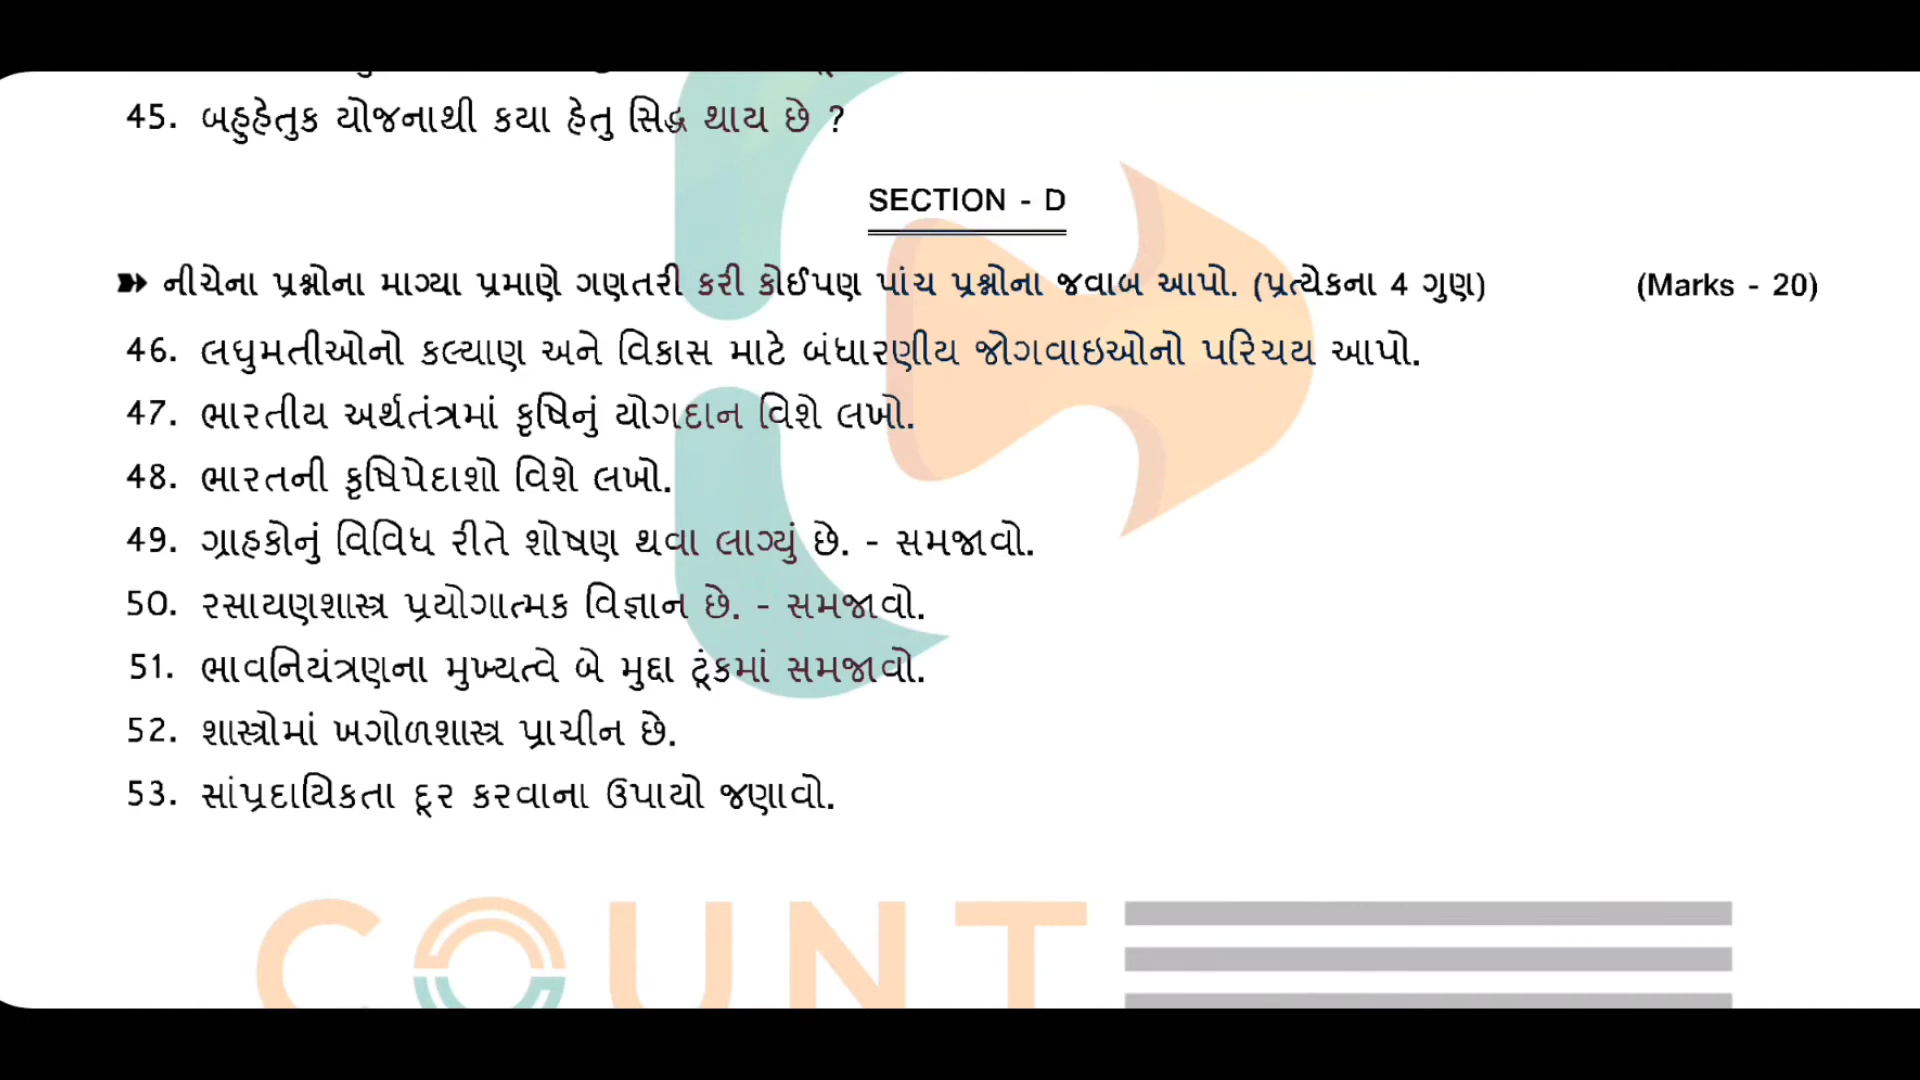 45. બહુહેતુક યોજનાથી કયા હેતુ સિદ્ધ થાય છે ?
SECTION - D
નીચેના પ્રશ્નોના માગ્યા પ્રમાણે ગણતરી કરી કોઈપણ પાંચ પ્રશ્નોના જવાબ આપો. (પ્રત્યેકના 4 ગુણ) (Marks - 20)
46. લઘુમતીઓનો કલ્યાણ અને વિકાસ માટે બંધારણીય જોગવાઇઓનો પરિચય આપો.
47. ભારતીય અર્થતંત્રમાં કૃષિનું યોગદાન વિશે લખો.
48. ભારતની કૃષિપેદાશો વિશે લખો.
49. ગ્રાહકોનું વિવિધ રીતે શોષણ થવા લાગ્યું છે. - સમજાવો.
50. રસાયણશાસ્ત્ર પ્રયોગાત્મક વિજ્ઞાન છે. - સમજાવો.
51. ભાવનિયંત્રણના મુખ્યત્વે બે મુદ્દા ટૂંકમાં સમજાવો.
52. શાસ્ત્રોમાં ખગોળશાસ્ત્ર પ્રાચીન છે.
53. સાંપ્રદાયિકતા દૂર કરવાના ઉપાયો જણાવો.
COUNT